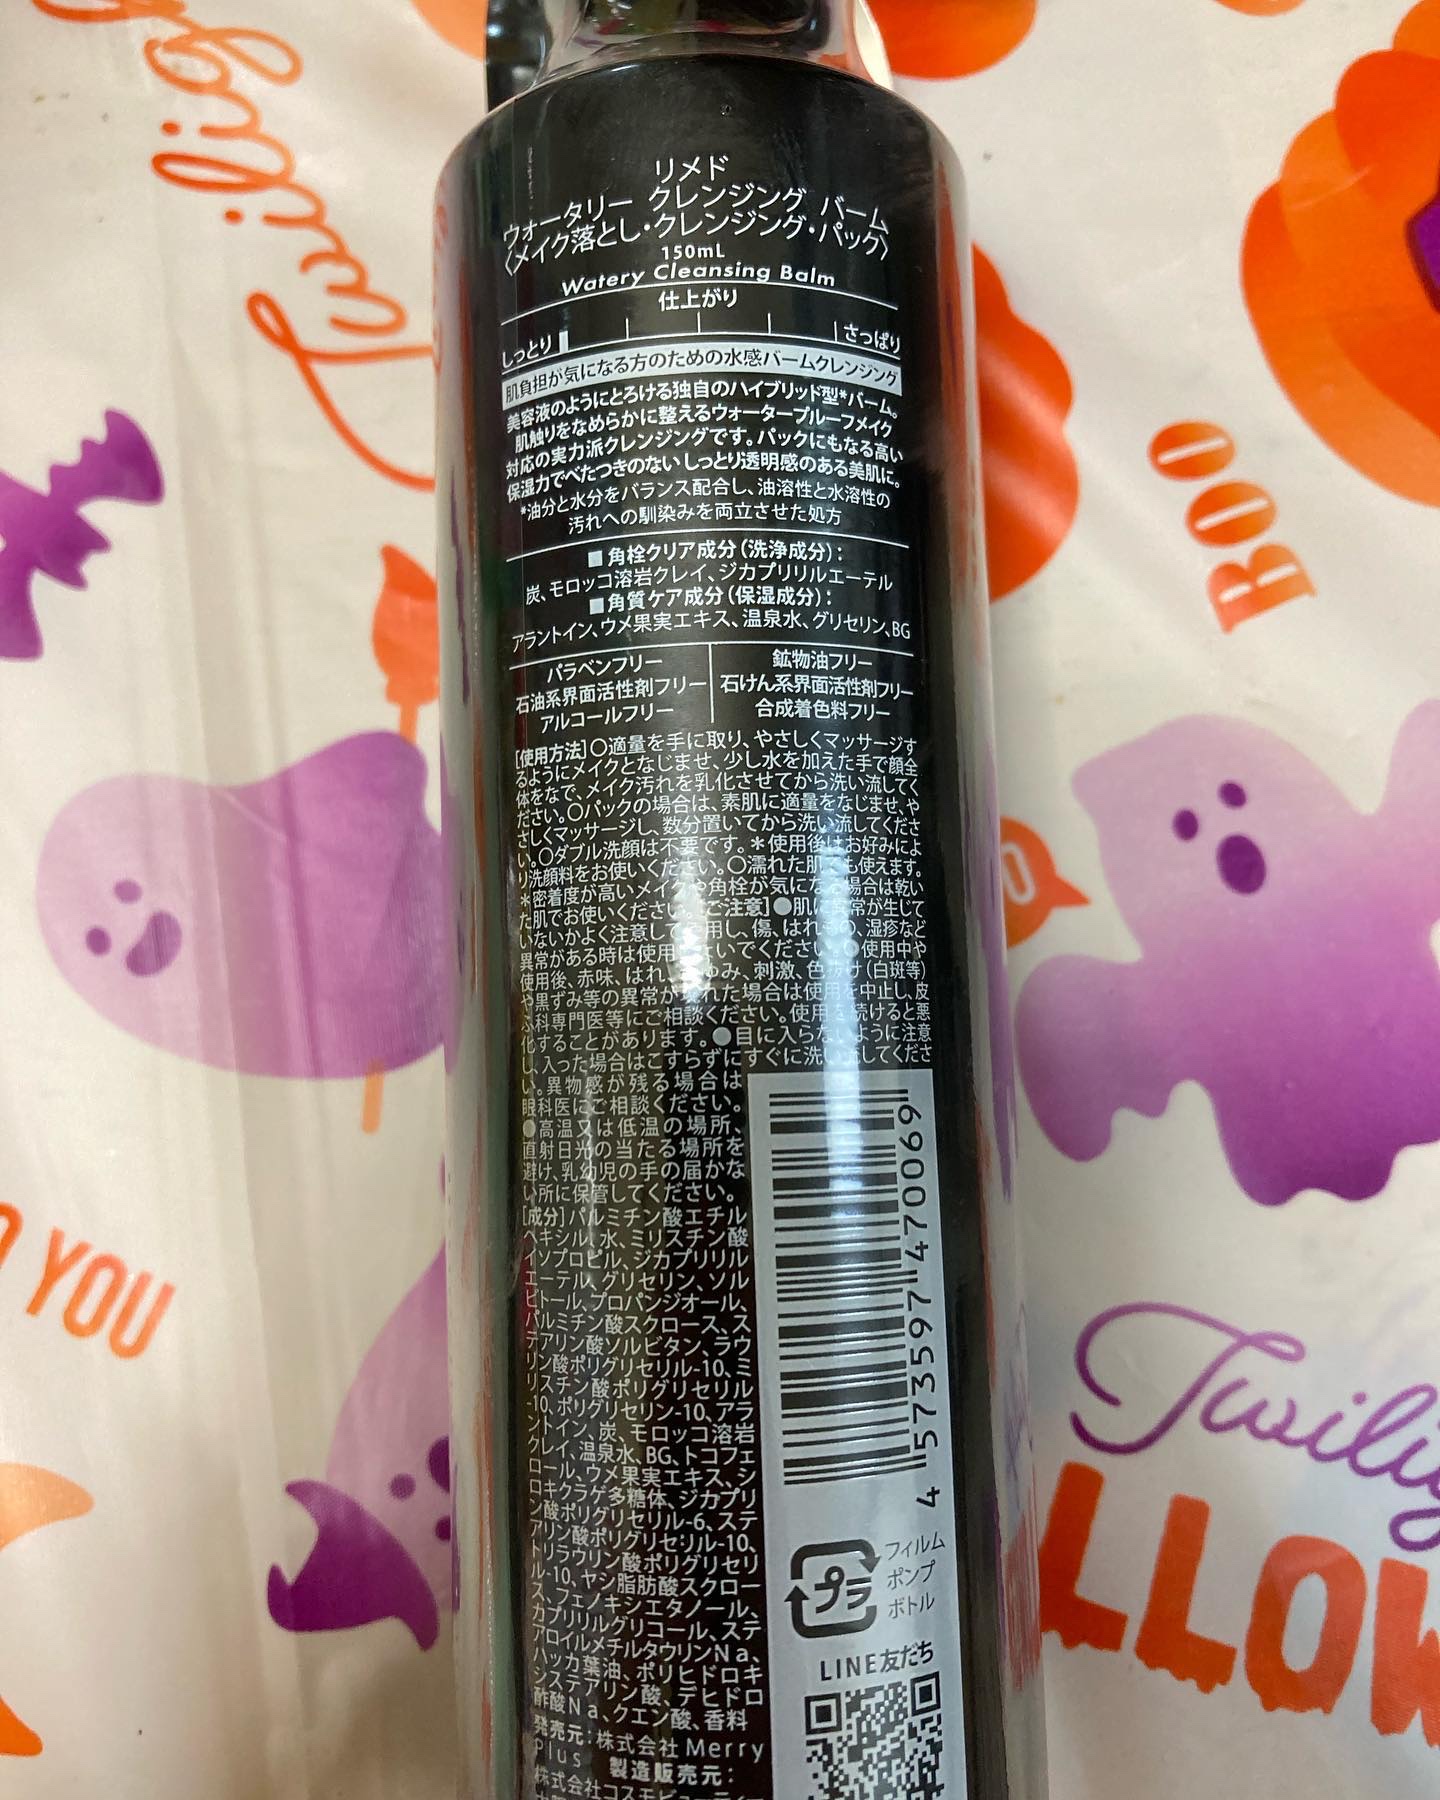 リメド
ウォータリー クレンジング バーム
〈メイク落とし・クレンジング・パック〉
150mL
Watery Cleansing Balm
仕上がり
しっとり さっぱり
肌負担が気になる方のための水感バームクレンジング
美容液のようにとろける独自のハイブリッド型*バーム。
肌触りをなめらかに整えるウォータープルーフメイク
対応の実力派クレンジングです。パックにもなる高い
保湿力でべたつきのない しっとり透明感のある美肌に。
*油分と水分をバランス配合し、油溶性と水溶性の
汚れへの馴染みを両立させた処方
■角栓クリア成分(洗浄成分):
炭、モロッコ溶岩クレイ、ジカプリリルエーテル
■角質ケア成分(保湿成分):
アラントイン、ウメ果実エキス、温泉水、グリセリン、BG
パラベンフリー 鉱物油フリー
石油系界面活性剤フリー 石けん系界面活性剤フリー
アルコールフリー 合成着色料フリー
[使用方法]○適量を手に取り、やさしくマッサージす
るようにメイクとなじませ、少し水を加えた手で顔全
体をなで、メイク汚れを乳化させてから洗い流してく
ださい。○パックの場合は、素肌に適量をなじませ、や
さしくマッサージし、数分置いてから洗い流してくださ
い。○ダブル洗顔は不要です。*使用後はお好みによ
り洗顔料をお使いください。○濡れた肌でも使えます。
*密着度が高いメイクや角栓が気になる場合は乾い
た肌でお使いください。[ご注意]●肌に異常が生じて
いないかよく注意して使用し、傷、はれもの、湿疹など
異常がある時は使用しないでください。●使用中や
使用後、赤味、はれ、かゆみ、刺激、色抜け(白斑等)
や黒ずみ等の異常が現れた場合は使用を中止し、皮
ふ科専門医等にご相談ください。使用を続けると悪
化することがあります。●目に入らないように注意
し、入った場合はこすらずにすぐに洗い流してくださ
い。異物感が残る場合は
眼科医にご相談ください。
●高温又は低温の場所、
直射日光の当たる場所を
避け、乳幼児の手の届かな
い所に保管してください。
[成分]パルミチン酸エチル
ヘキシル、水、ミリスチン酸
イソプロピル、ジカプリリル
エーテル、グリセリン、ソル
ビトール、プロパンジオール、
パルミチン酸スクロース、ス
テアリン酸ソルビタン、ラウ
リン酸ポリグリセリル-10、ミ
リスチン酸ポリグリセリル
-10、ポリグリセリン-10、アラ
ントイン、炭、モロッコ溶岩
クレイ、温泉水、BG、トコフェ
ロール、ウメ果実エキス、シ
ロキクラゲ多糖体、ジカプリ
ン酸ポリグリセリル-6、ステ
アリン酸ポリグリセリル-10、
トリラウリン酸ポリグリセリ
ル-10、ヤシ脂肪酸スクロー
ス、フェノキシエタノール、
カプリリルグリコール、ステ
アロイルメチルタウリンNa、
ハッカ葉油、ポリヒドロキ
システアリン酸、デヒドロ
酢酸Na、クエン酸、香料
発売元:株式会社 Merry
Plus 製造販売元:
株式会社コスモビューティー
4 573597 470069
プラ
フィルム
ポンプ
ボトル
LINE友だち
BOO
YOU